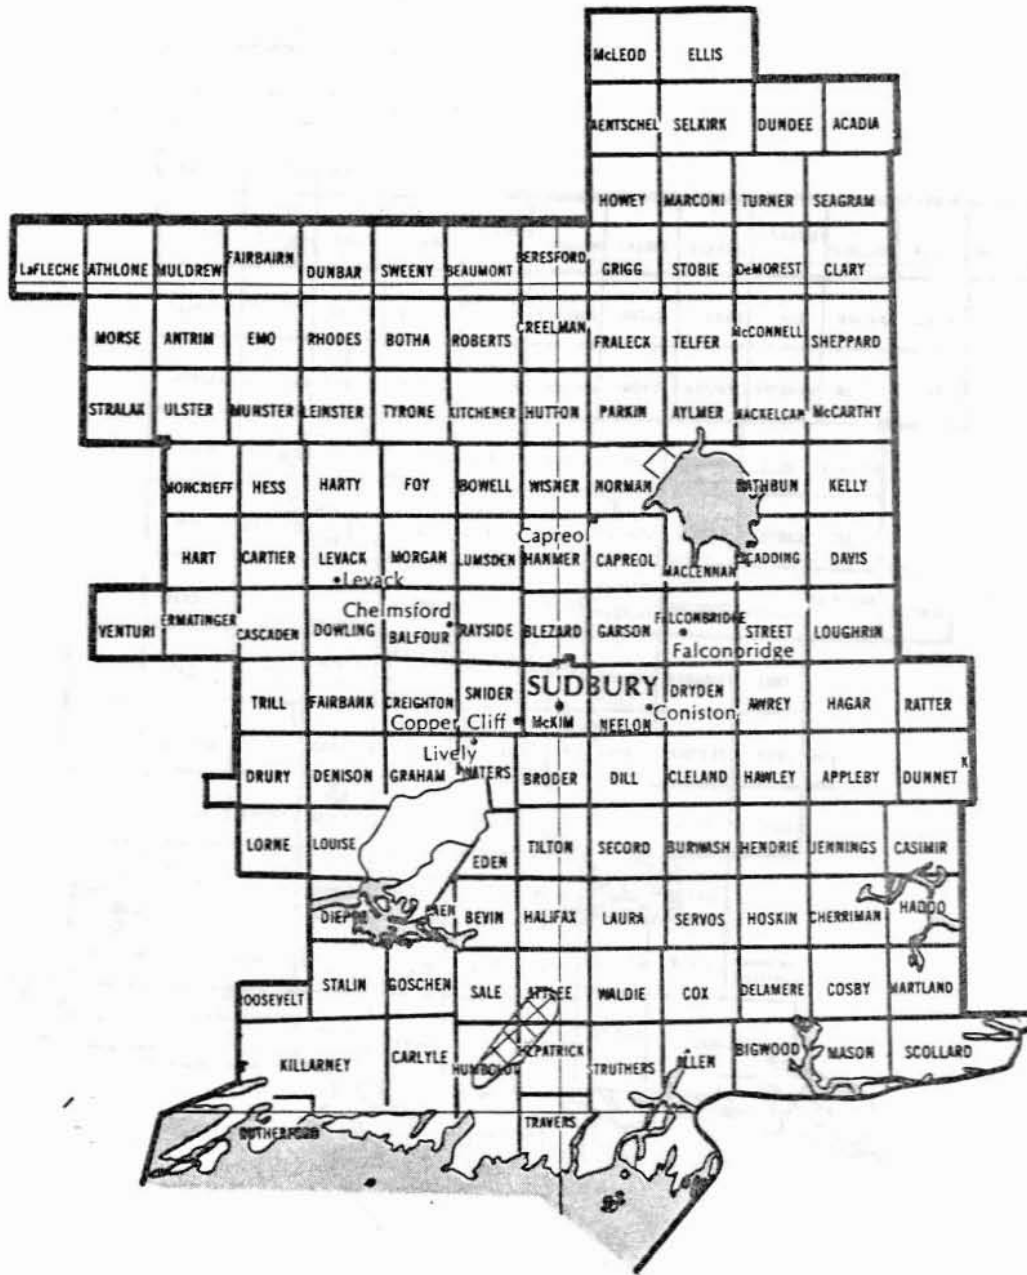 McLEOD ELLIS
AENTSCHEL SELKIRK DUNDEE ACADIA
HOWEY MARCONI TURNER SEAGRAM
LaFLECHE ATHLONE MULDREW FAIRBAIRN DUNBAR SWEENY BEAUMONT BERESFORD GRIGG STOBIE DeMOREST CLARY
MORSE ANTRIM EMO RHODES BOTHA ROBERTS CREELMAN FRALECK TELFER McCONNELL SHEPPARD
STRALAK ULSTER MUNSTER LEINSTER TYRONE KITCHENER HUTTON PARKIN AYLMER MACKELCAN McCARTHY
MONCRIEFF HESS HARTY FOY BOWELL WISNER NORMAN RATHBUN KELLY
Capreol
HART CARTIER LEVACK MORGAN LUMSDEN HANMER CAPREOL MACLENNAN SCADDING DAVIS
Levack
Chelmsford
VENTURI ERMATINGER CASCADEN DOWLING BALFOUR RAYSIDE BLEZARD GARSON FALCONBRIDGE STREET LOUGHRIN
Falconbridge
SUDBURY
TRILL FAIRBANK CREIGHTON SNIDER McKIM NEELON DRYDEN AWREY HAGAR RATTER
Copper Cliff Coniston
Lively
DRURY DENISON GRAHAM WATERS BRODER DILL CLELAND HAWLEY APPLEBY DUNNET
K
LORNE LOUISE EDEN TILTON SECORD BURWASH HENDRIE JENNINGS CASIMIR
DIEPPE BEVIN HALIFAX LAURA SERVOS HOSKIN CHERRIMAN HADDO
ROOSEVELT STALIN GOSCHEN SALE ATTLEE WALDIE COX DELAMERE COSBY MARTLAND
KILLARNEY CARLYLE HUMBOLDT KILPATRICK STRUTHERS ALLEN BIGWOOD MASON SCOLLARD
RUTHERFORD TRAVERS